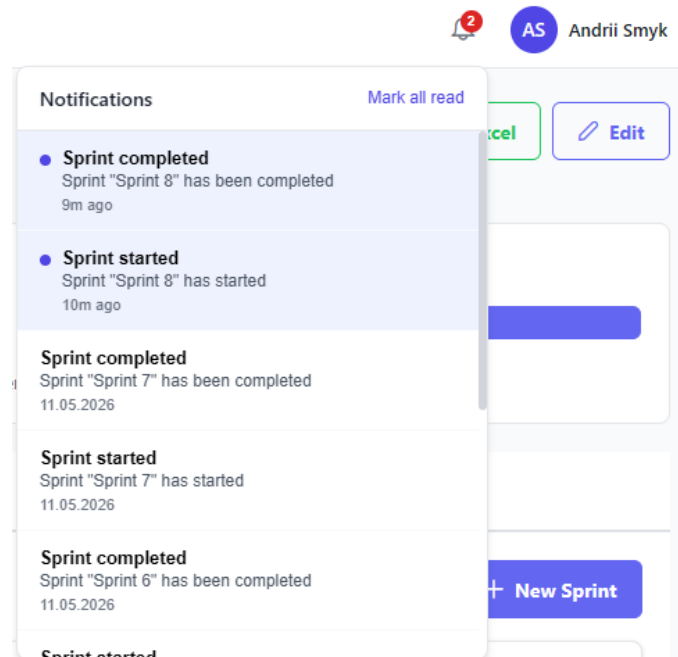 2
AS
Andrii Smyk
Notifications
Mark all read
Edit
Sprint completed
Sprint "Sprint 8" has been completed
9m ago
Sprint started
Sprint "Sprint 8" has started
10m ago
Sprint completed
Sprint "Sprint 7" has been completed
11.05.2026
Sprint started
Sprint "Sprint 7" has started
11.05.2026
Sprint completed
Sprint "Sprint 6" has been completed
11.05.2026
+ New Sprint
Sprint started